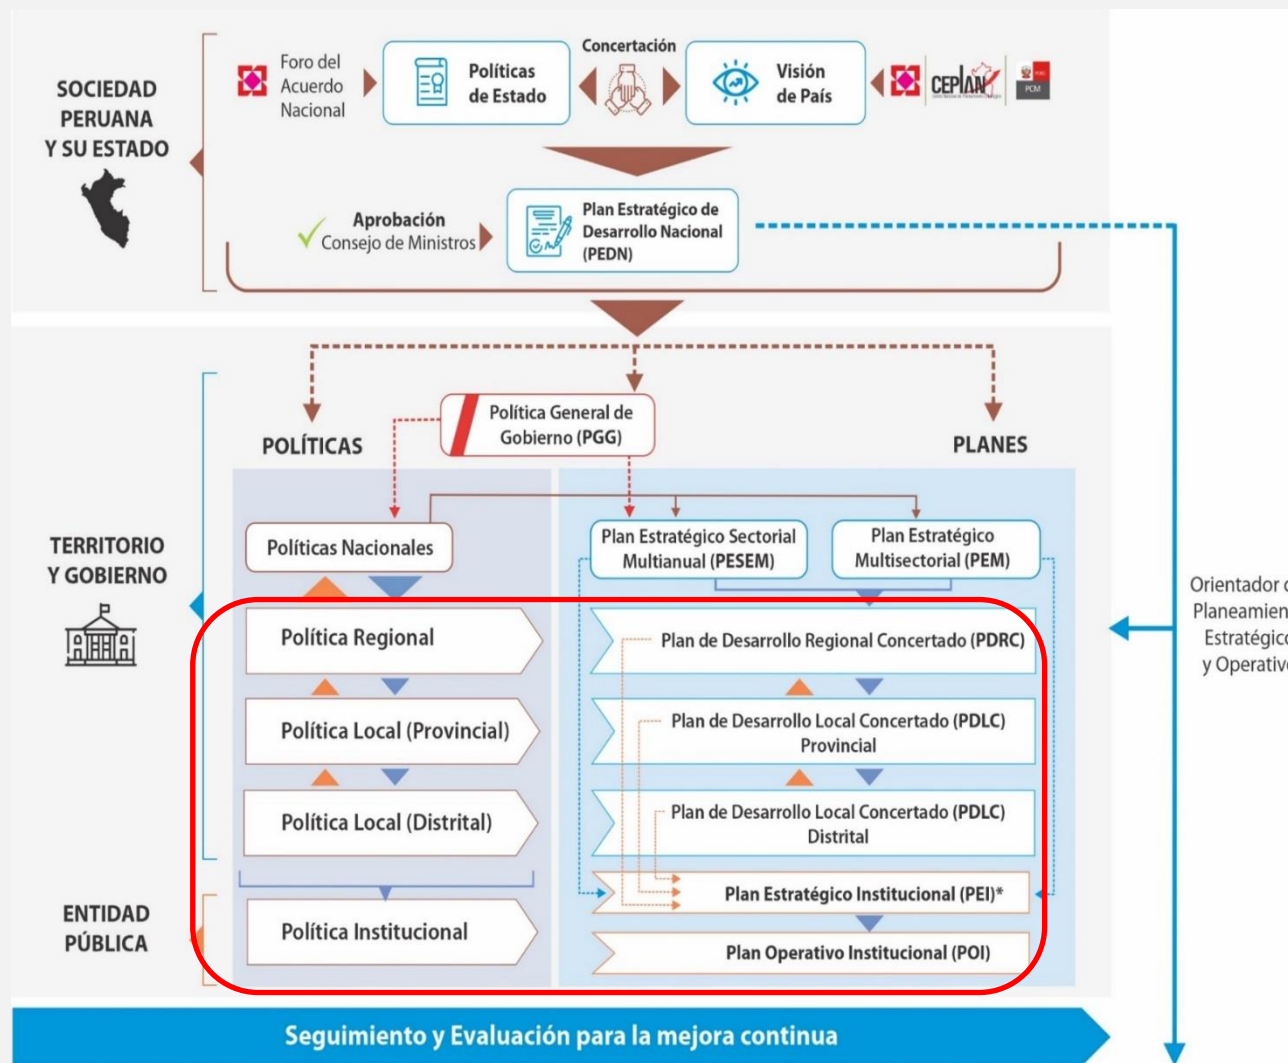 Concertación
Foro del
Acuerdo
Nacional
Políticas
de Estado
Visión
de País
CEPLAN
PCM
SOCIEDAD
PERUANA
Y SU ESTADO
Aprobación
Consejo de Ministros
Plan Estratégico de
Desarrollo Nacional
(PEDN)
Política General de
Gobierno (PGG)
POLÍTICAS
PLANES
TERRITORIO
Y GOBIERNO
Políticas Nacionales
Plan Estratégico Sectorial
Multianual (PESEM)
Plan Estratégico
Multisectorial (PEM)
Política Regional
Plan de Desarrollo Regional Concertado (PDRC)
Política Local (Provincial)
Plan de Desarrollo Local Concertado (PDLC)
Provincial
Política Local (Distrital)
Plan de Desarrollo Local Concertado (PDLC)
Distrital
Orientador
Planeamien
Estratégico
y Operativ
ENTIDAD
PÚBLICA
Plan Estratégico Institucional (PEI)*
Política Institucional
Plan Operativo Institucional (POI)
Seguimiento y Evaluación para la mejora continua